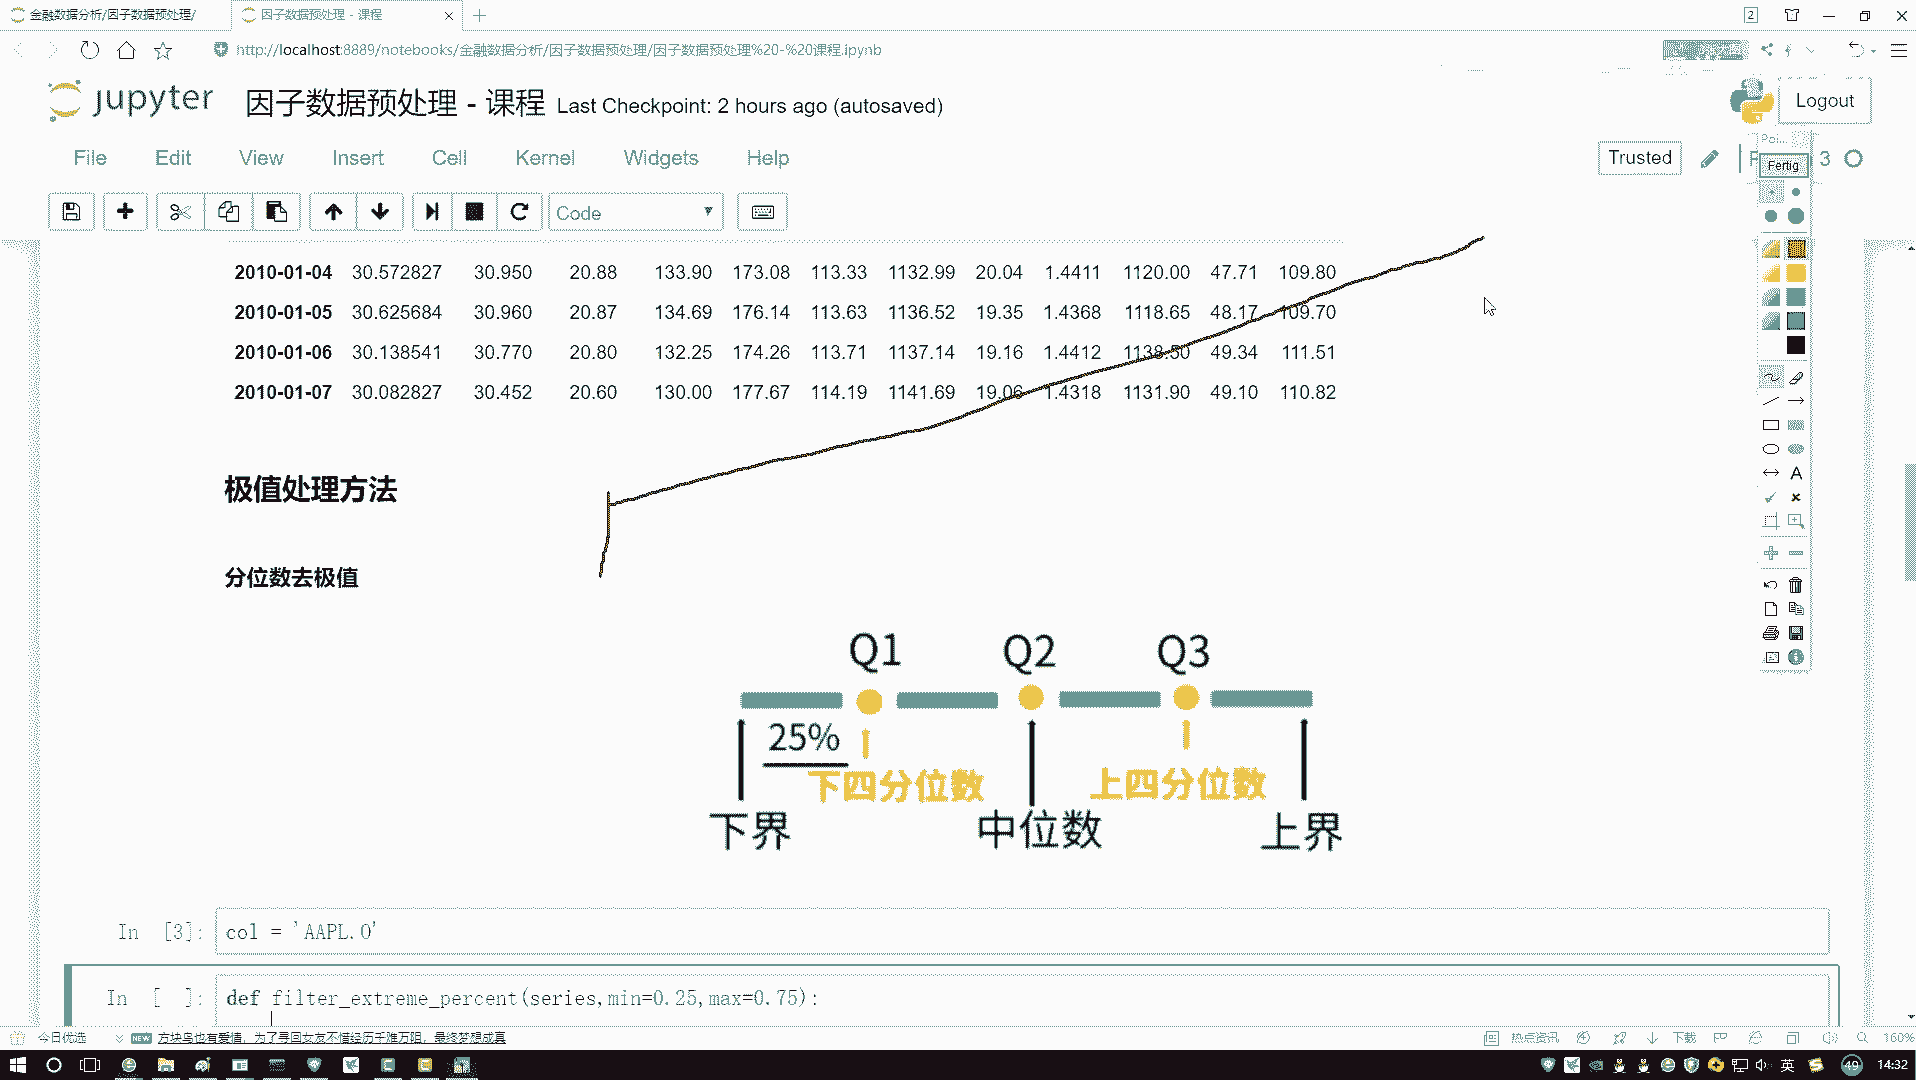 金融数据分析/因子数据预处理/
因子数据预处理 - 课程
2
http://localhost:8889/notebooks/金融数据分析/因子数据预处理/因子数据预处理%20-%20课程.ipynb
jupyter 因子数据预处理 - 课程 Last Checkpoint: 2 hours ago (autosaved)
Logout
File Edit View Insert Cell Kernel Widgets Help
Trusted
3
Poi...
Fertig
Code
2010-01-04 30.572827 30.950 20.88 133.90 173.08 113.33 1132.99 20.04 1.4411 1120.00 47.71 109.80
2010-01-05 30.625684 30.960 20.87 134.69 176.14 113.63 1136.52 19.35 1.4368 1118.65 48.17 109.70
2010-01-06 30.138541 30.770 20.80 132.25 174.26 113.71 1137.14 19.16 1.4412 1138.50 49.34 111.51
2010-01-07 30.082827 30.452 20.60 130.00 177.67 114.19 1141.69 19.06 1.4318 1131.90 49.10 110.82
极值处理方法
分位数去极值
Q1 Q2 Q3
25%
下四分位数 上四分位数
下界 中位数 上界
In [3]: col = 'AAPL.O'
In [ ]: def filter_extreme_percent(series,min=0.25,max=0.75):
今日优选 NEW 方块鸟也有爱情，为了寻回女友不惜经历千难万阻，最终梦想成真
热点资讯 下载 160%
英 49 14:32